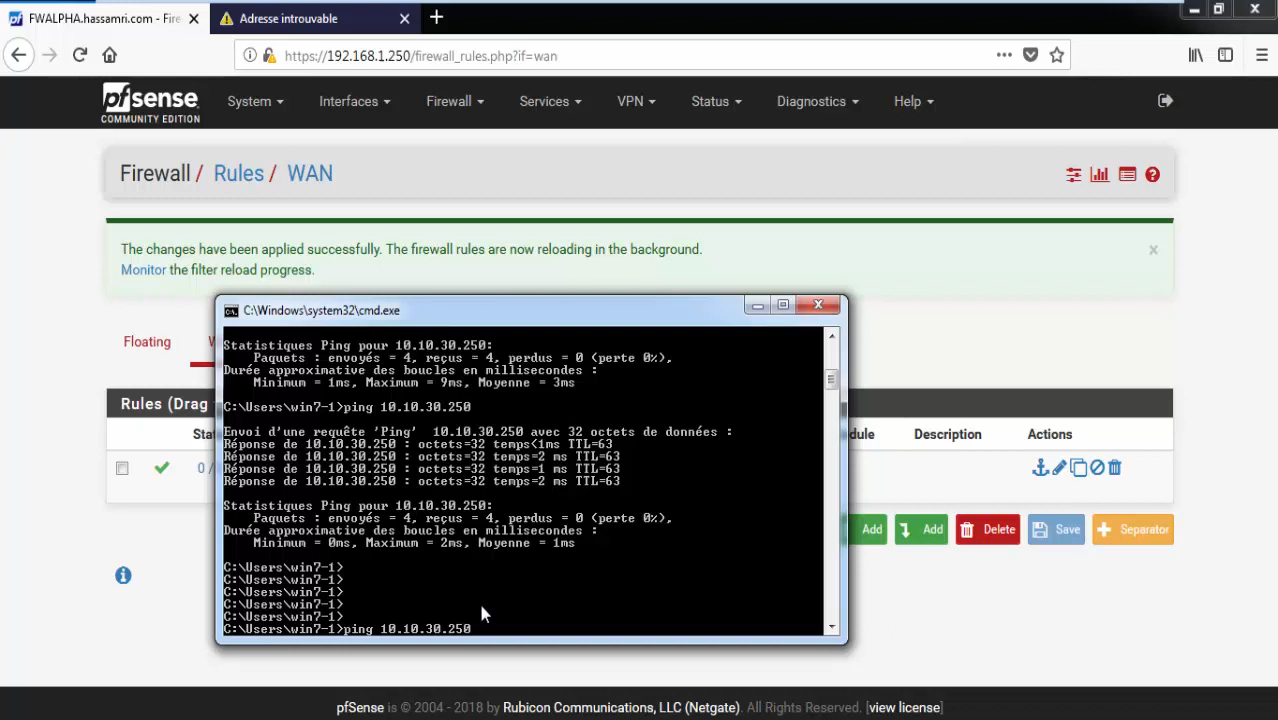 FWALPHA.hassamri.com - Fire
Adresse introuvable
https://192.168.1.250/firewall_rules.php?if=wan
pfsense
COMMUNITY EDITION
System Interfaces Firewall Services VPN Status Diagnostics Help
Firewall / Rules / WAN
The changes have been applied successfully. The firewall rules are now reloading in the background.
Monitor the filter reload progress.
C:\Windows\system32\cmd.exe
Floating W
Statistiques Ping pour 10.10.30.250:
Paquets : envoyés = 4, reçus = 4, perdus = 0 (perte 0%),
Durée approximative des boucles en millisecondes :
Minimum = 1ms, Maximum = 9ms, Moyenne = 3ms
C:\Users\win7-1>ping 10.10.30.250
Envoi d'une requête 'Ping'  10.10.30.250 avec 32 octets de données :
Réponse de 10.10.30.250 : octets=32 temps<1ms TTL=63
Réponse de 10.10.30.250 : octets=32 temps=2 ms TTL=63
Réponse de 10.10.30.250 : octets=32 temps=1 ms TTL=63
Réponse de 10.10.30.250 : octets=32 temps=2 ms TTL=63
Statistiques Ping pour 10.10.30.250:
Paquets : envoyés = 4, reçus = 4, perdus = 0 (perte 0%),
Durée approximative des boucles en millisecondes :
Minimum = 0ms, Maximum = 2ms, Moyenne = 1ms
C:\Users\win7-1>
C:\Users\win7-1>
C:\Users\win7-1>
C:\Users\win7-1>
C:\Users\win7-1>
C:\Users\win7-1>ping 10.10.30.250
Rules (Drag
Sta dule Description Actions
0 /
Add Add Delete Save Separator
pfSense is © 2004 - 2018 by Rubicon Communications, LLC (Netgate). All Rights Reserved. [view license]